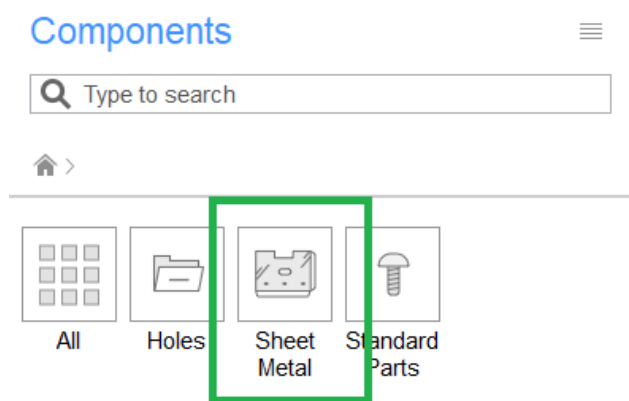 Components
Type to search
All
Holes
Sheet
Metal
Standard
Parts